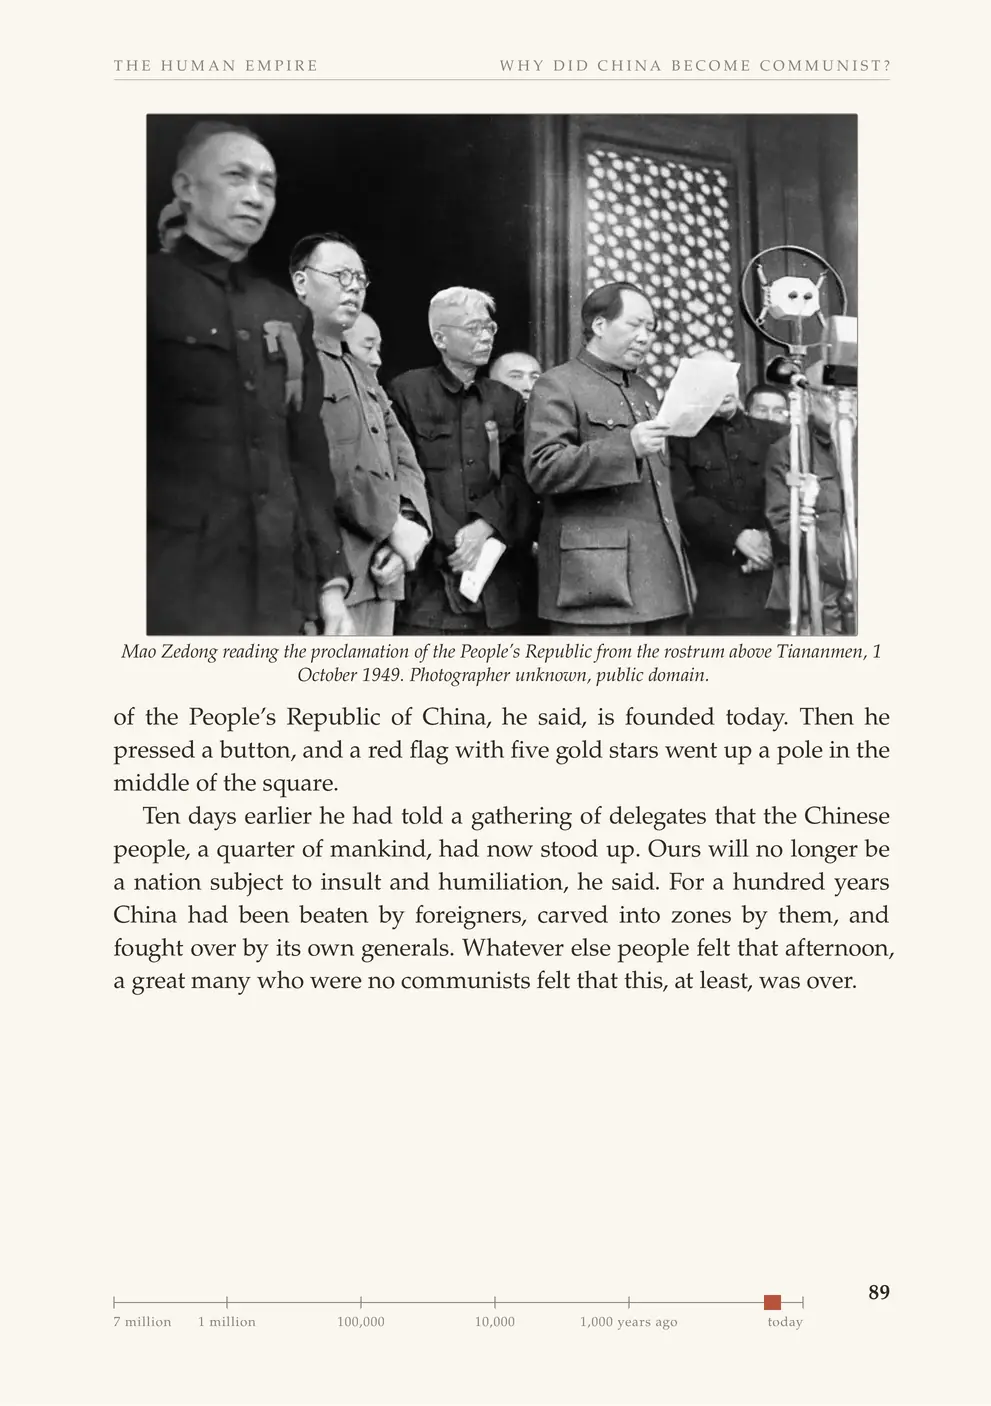 THE HUMAN EMPIRE
WHY DID CHINA BECOME COMMUNIST?
Mao Zedong reading the proclamation of the People's Republic from the rostrum above Tiananmen, 1
October 1949. Photographer unknown, public domain.
of the People's Republic of China, he said, is founded today. Then he
pressed a button, and a red flag with five gold stars went up a pole in the
middle of the square.
Ten days earlier he had told a gathering of delegates that the Chinese
people, a quarter of mankind, had now stood up. Ours will no longer be
a nation subject to insult and humiliation, he said. For a hundred years
China had been beaten by foreigners, carved into zones by them, and
fought over by its own generals. Whatever else people felt that afternoon,
a great many who were no communists felt that this, at least, was over.
89
7 million 1 million 100,000 10,000 1,000 years ago today